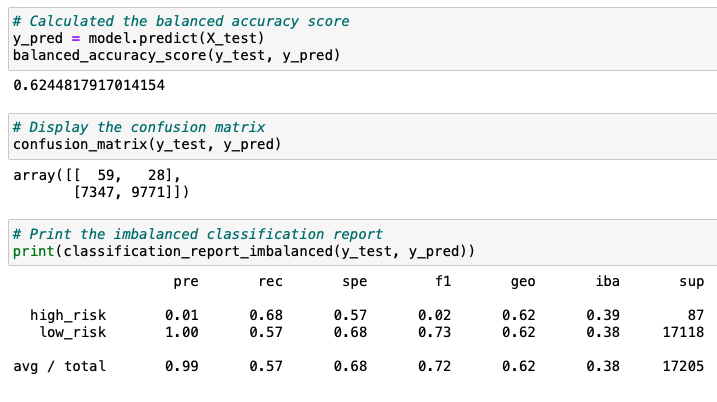 # Calculated the balanced accuracy score
y_pred = model.predict(X_test)
balanced_accuracy_score(y_test, y_pred)
0.6244817917014154
# Display the confusion matrix
confusion_matrix(y_test, y_pred)
array([[  59,   28],
       [7347, 9771]])
# Print the imbalanced classification report
print(classification_report_imbalanced(y_test, y_pred))
pre rec spe f1 geo iba sup
high_risk 0.01 0.68 0.57 0.02 0.62 0.39 87
low_risk 1.00 0.57 0.68 0.73 0.62 0.38 17118
avg / total 0.99 0.57 0.68 0.72 0.62 0.38 17205